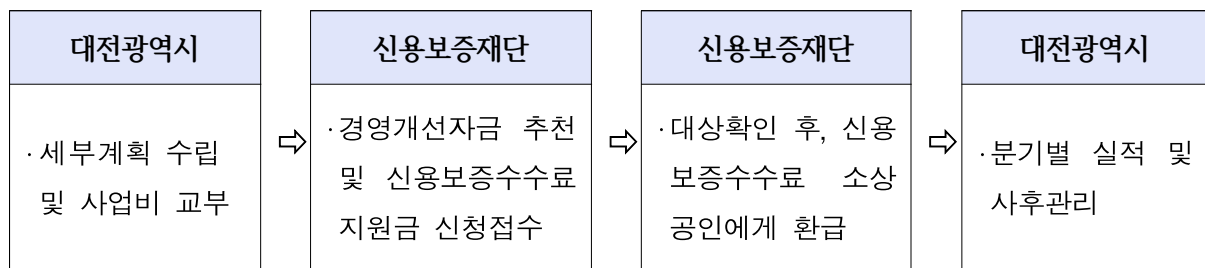 대전광역시
· 세부계획 수립
및 사업비 교부
⇨
신용보증재단
· 경영개선자금 추천
및 신용보증수수료
지원금 신청접수
⇨
신용보증재단
· 대상확인 후, 신용
보증수수료 소상
공인에게 환급
⇨
대전광역시
· 분기별 실적 및
사후관리